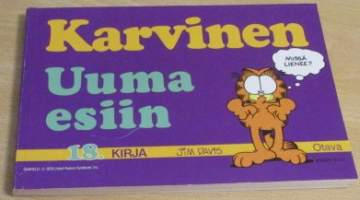 Karvinen
Uuma
esiin
MISSÄ
LIENEE?
18. KIRJA JIM DAVIS Otava